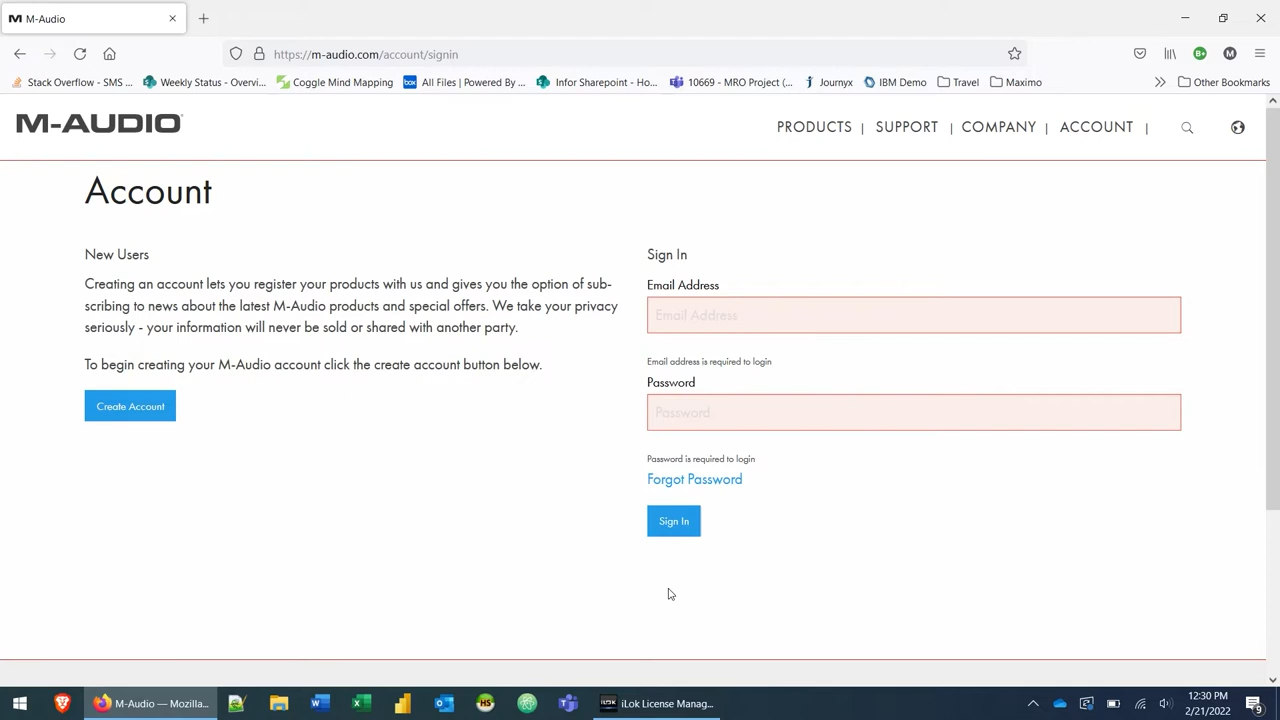 M-Audio
https://m-audio.com/account/signin
Stack Overflow - SMS ...
Weekly Status - Overvi...
Coggle Mind Mapping
box
All Files | Powered By ...
Infor Sharepoint - Ho...
10669 - MRO Project (...
Journyx
IBM Demo
Travel
Maximo
Other Bookmarks
M-AUDIO
PRODUCTS | SUPPORT | COMPANY | ACCOUNT |
Account
New Users
Creating an account lets you register your products with us and gives you the option of sub-
scribing to news about the latest M-Audio products and special offers. We take your privacy
seriously - your information will never be sold or shared with another party.
To begin creating your M-Audio account click the create account button below.
Create Account
Sign In
Email Address
Email Address
Email address is required to login
Password
Password
Password is required to login
Forgot Password
Sign In
M-Audio — Mozilla...
iLok License Manag...
12:30 PM
2/21/2022
9